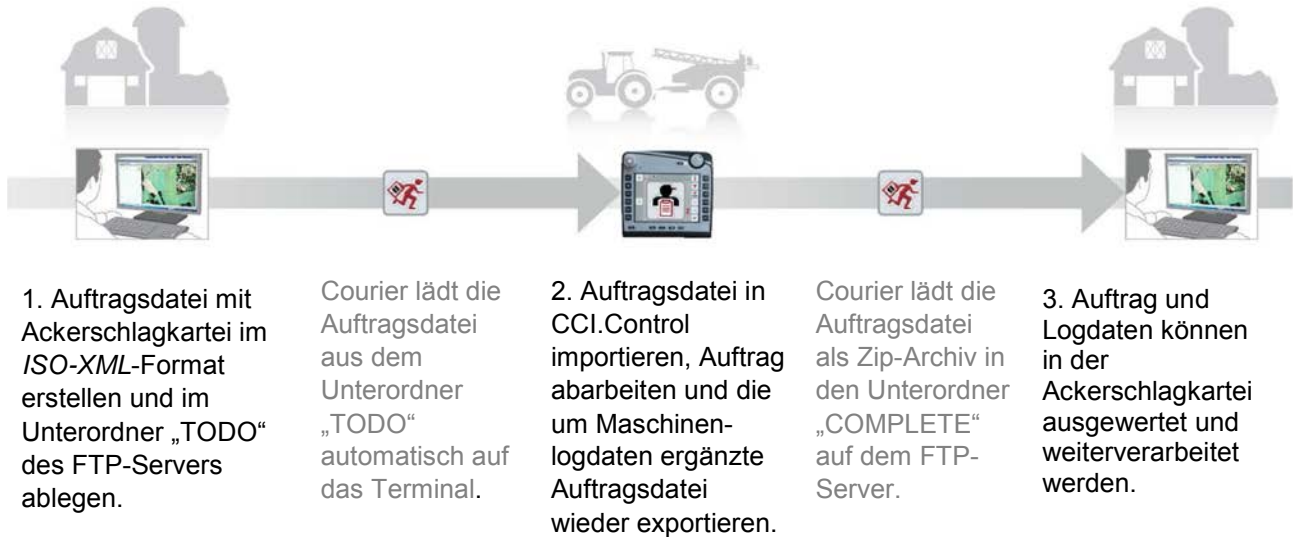 1. Auftragsdatei mit
Ackerschlagkartei im
ISO-XML-Format
erstellen und im
Unterordner „TODO“
des FTP-Servers
ablegen.
Courier lädt die
Auftragsdatei
aus dem
Unterordner
„TODO“
automatisch auf
das Terminal.
2. Auftragsdatei in
CCI.Control
importieren, Auftrag
abarbeiten und die
um Maschinen-
logdaten ergänzte
Auftragsdatei
wieder exportieren.
Courier lädt die
Auftragsdatei
als Zip-Archiv in
den Unterordner
„COMPLETE“
auf dem FTP-
Server.
3. Auftrag und
Logdaten können
in der
Ackerschlagkartei
ausgewertet und
weiterverarbeitet
werden.